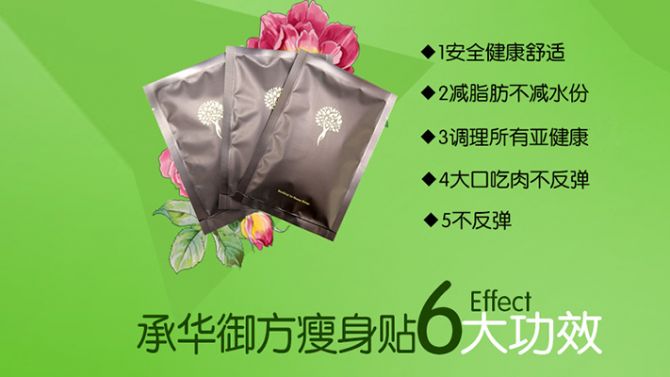 ◆1安全健康舒适
◆2减脂肪不减水份
◆3调理所有亚健康
◆4大口吃肉不反弹
◆5不反弹
Effect
承华御方瘦身贴6大功效